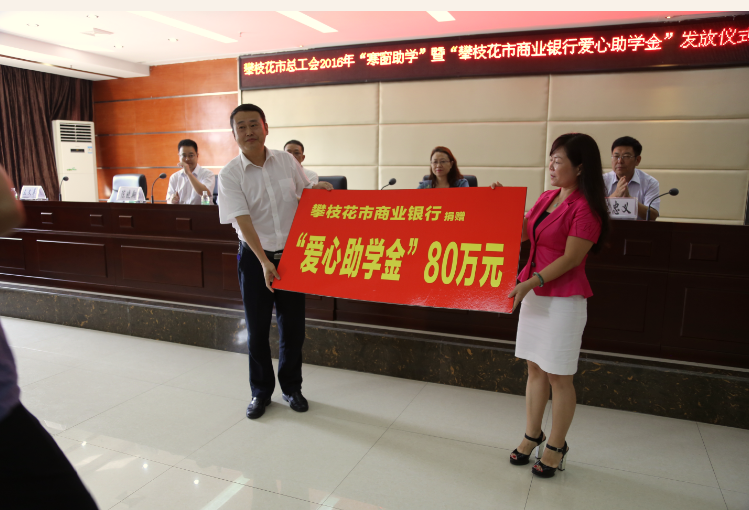 攀枝花市总工会2016年“寒窗助学”暨“攀枝花市商业银行爱心助学金”发放仪式
攀枝花市商业银行 捐赠
“爱心助学金”80万元
忠义